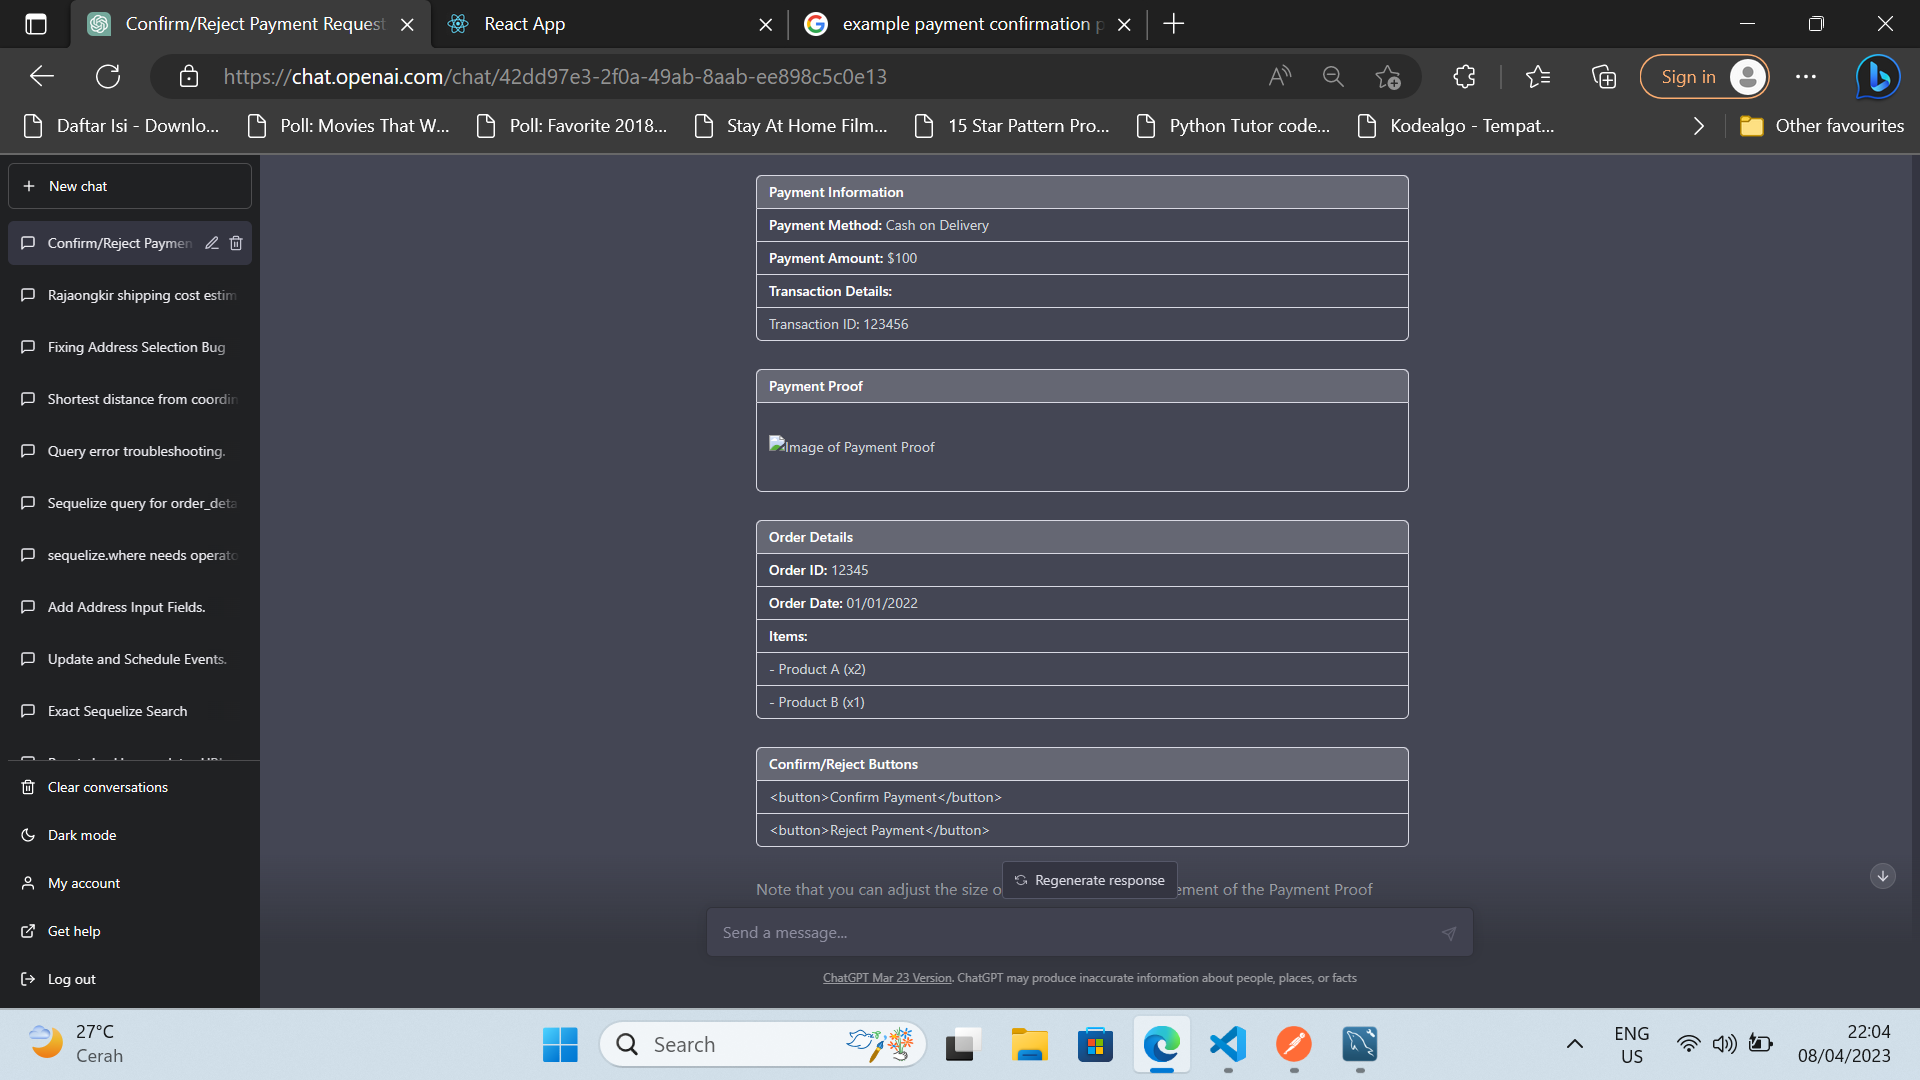 Confirm/Reject Payment Request
React App
example payment confirmation p
https://chat.openai.com/chat/42dd97e3-2f0a-49ab-8aab-ee898c5c0e13
Sign in
Daftar Isi - Downlo...
Poll: Movies That W...
Poll: Favorite 2018...
Stay At Home Film...
15 Star Pattern Pro...
Python Tutor code...
Kodealgo - Tempat...
Other favourites
New chat
Confirm/Reject Paymen
Rajaongkir shipping cost estim
Fixing Address Selection Bug
Shortest distance from coordin
Query error troubleshooting.
Sequelize query for order_deta
sequelize.where needs operato
Add Address Input Fields.
Update and Schedule Events.
Exact Sequelize Search
Clear conversations
Dark mode
My account
Get help
Log out
Payment Information
Payment Method: Cash on Delivery
Payment Amount: $100
Transaction Details:
Transaction ID: 123456
Payment Proof
Image of Payment Proof
Order Details
Order ID: 12345
Order Date: 01/01/2022
Items:
- Product A (x2)
- Product B (x1)
Confirm/Reject Buttons
<button>Confirm Payment</button>
<button>Reject Payment</button>
Note that you can adjust the size o
ement of the Payment Proof
Regenerate response
Send a message...
ChatGPT Mar 23 Version. ChatGPT may produce inaccurate information about people, places, or facts
27°C
Cerah
Search
ENG
US
22:04
08/04/2023